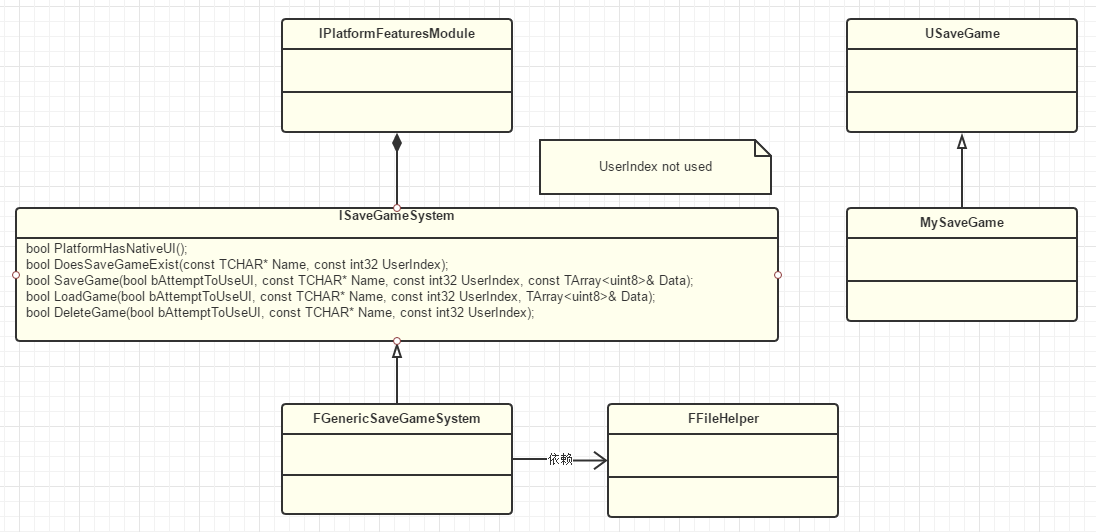 IPlatformFeaturesModule
USaveGame
UserIndex not used
ISaveGameSystem
bool PlatformHasNativeUI();
bool DoesSaveGameExist(const TCHAR* Name, const int32 UserIndex);
bool SaveGame(bool bAttemptToUseUI, const TCHAR* Name, const int32 UserIndex, const TArray<uint8>& Data);
bool LoadGame(bool bAttemptToUseUI, const TCHAR* Name, const int32 UserIndex, TArray<uint8>& Data);
bool DeleteGame(bool bAttemptToUseUI, const TCHAR* Name, const int32 UserIndex);
MySaveGame
FGenericSaveGameSystem
依赖
FFileHelper